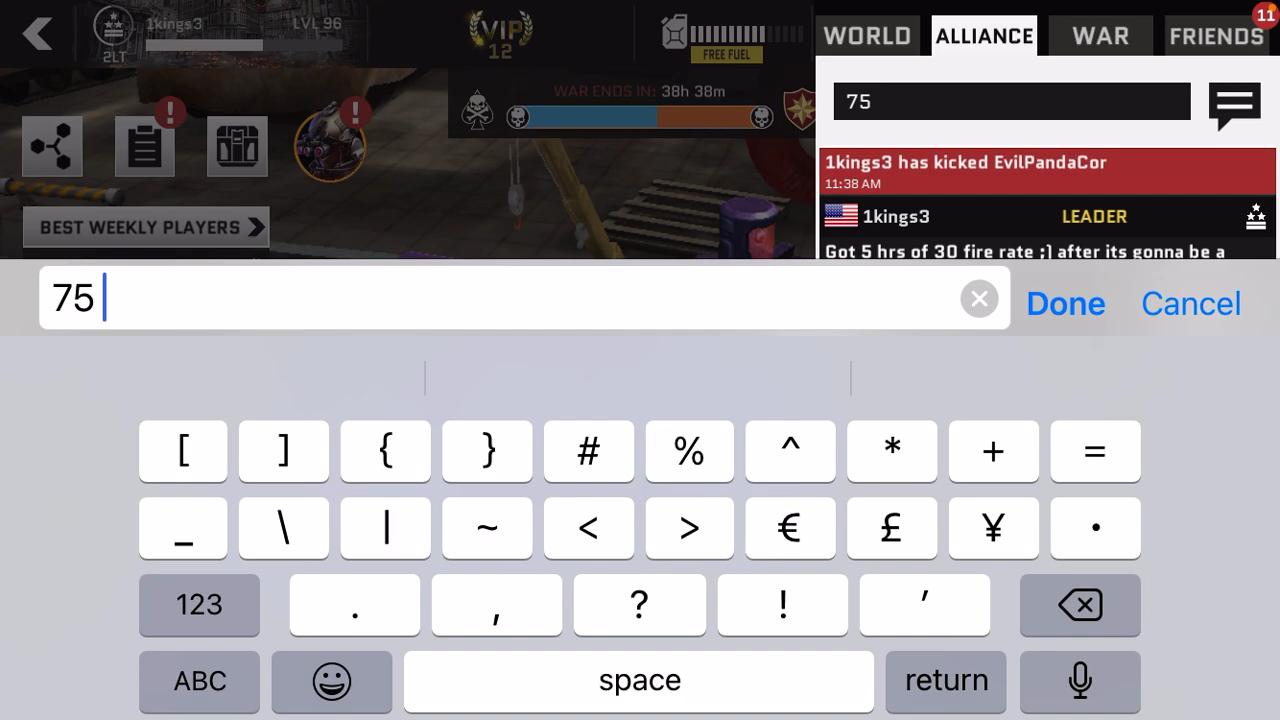 1kings3 LVL 96
2LT
VIP
12
FREE FUEL
WORLD ALLIANCE WAR FRIENDS
11
WAR ENDS IN: 38h 38m
75
!
!
1kings3 has kicked EvilPandaCor
11:38 AM
1kings3 LEADER
Got 5 hrs of 30 fire rate ;] after its gonna be a
BEST WEEKLY PLAYERS
75
Done Cancel
[ ] { } # % ^ * + =
_ \ | ~ < > € £ ¥ •
123 . , ? ! ’
ABC space return